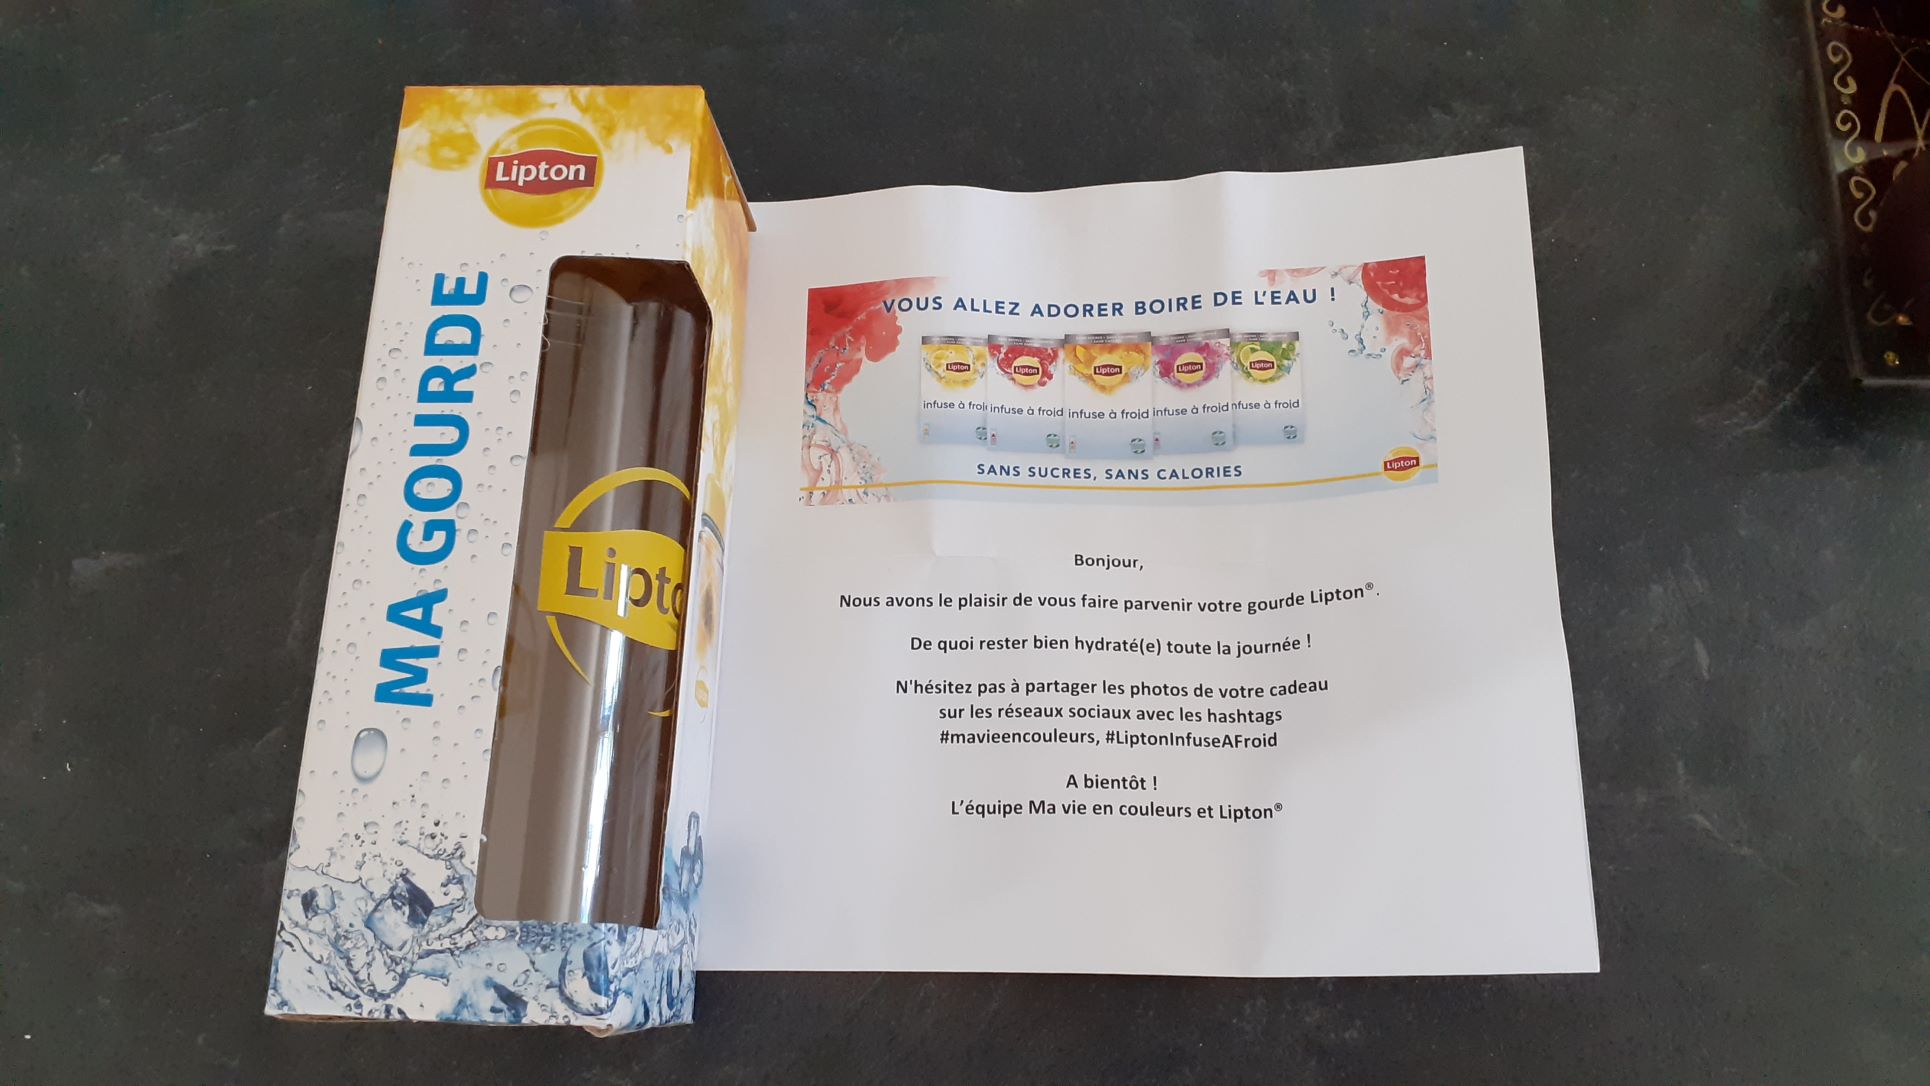 Lipton
MA GOURDE
Lipto
VOUS ALLEZ ADORER BOIRE DE L'EAU !
Lipton Lipton Lipton Lipton Lipton
infuse à froid infuse à froid infuse à froid infuse à froid nfuse à froid
SANS SUCRES, SANS CALORIES
Lipton
Bonjour,
Nous avons le plaisir de vous faire parvenir votre gourde Lipton®.
De quoi rester bien hydraté(e) toute la journée !
N'hésitez pas à partager les photos de votre cadeau
sur les réseaux sociaux avec les hashtags
#mavieencouleurs, #LiptonInfuseAFroid
A bientôt !
L'équipe Ma vie en couleurs et Lipton®